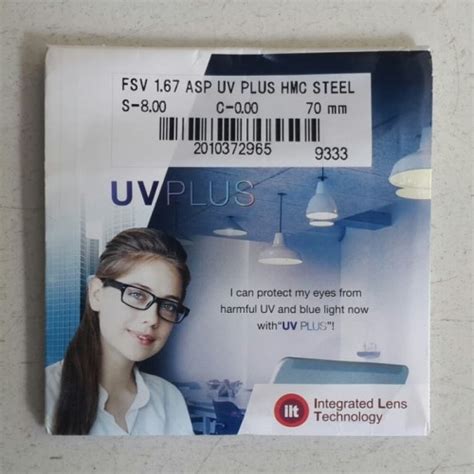 FSV 1.67 ASP UV PLUS HMC STEEL
S-8.00 C-0.00 70 mm
2010372965 9333
UVPLUS
I can protect my eyes from
harmful UV and blue light now
with"UV PLUS"!
ILt Integrated Lens
Technology